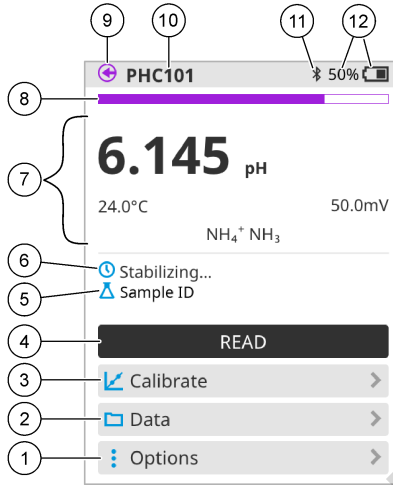 9 10 11 12
PHC101 50%
8
6.145 pH
7
24.0°C 50.0mV
NH₄⁺ NH₃
6 Stabilizing...
5 Sample ID
4 READ
3 Calibrate
2 Data
1 Options